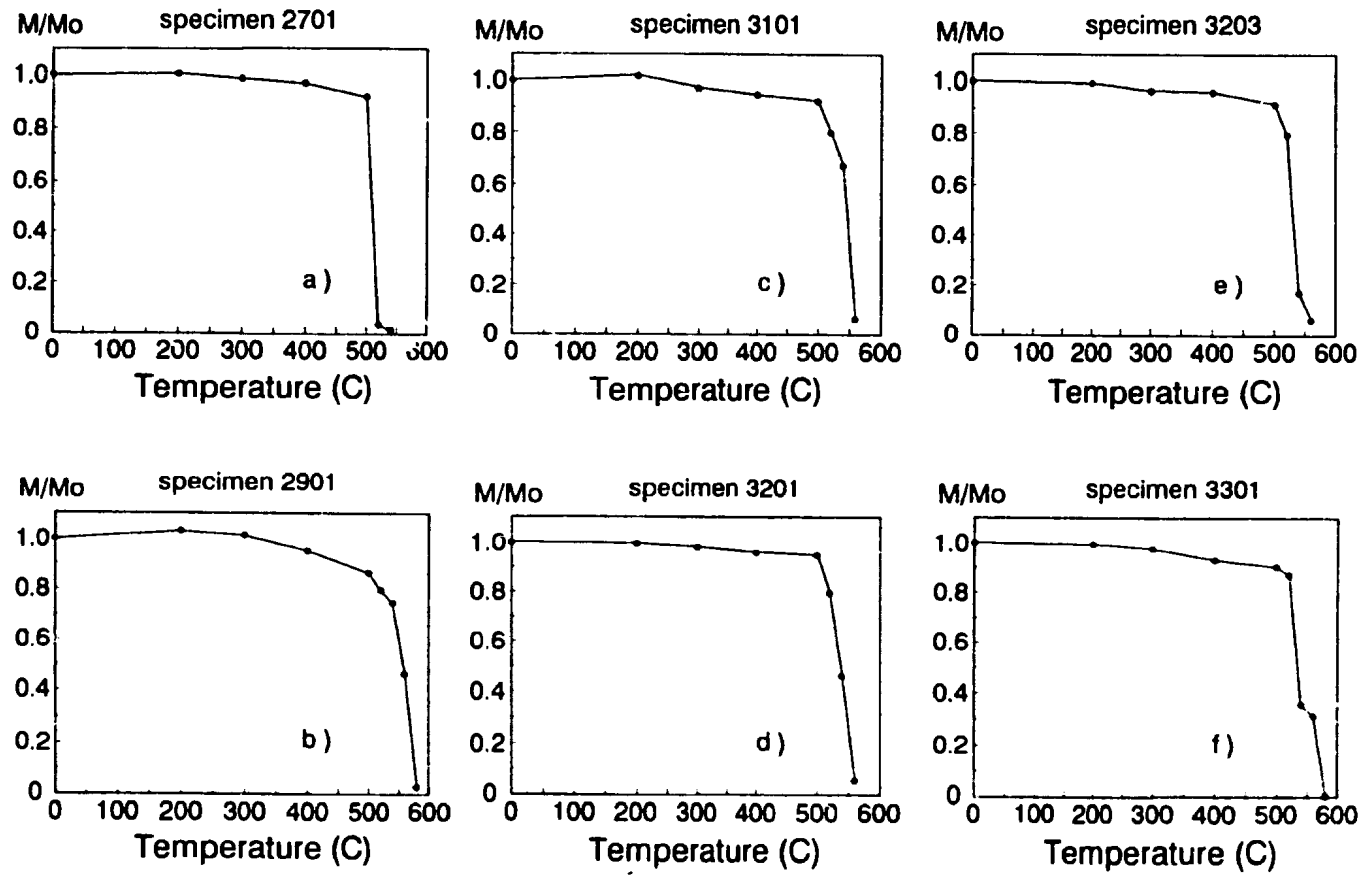 M/Mo specimen 2701
1.0
0.8
0.6
0.4
0.2
0
a )
0 100 200 300 400 500 600
Temperature (C)
M/Mo specimen 3101
1.0
0.8
0.6
0.4
0.2
0
c )
0 100 200 300 400 500 600
Temperature (C)
M/Mo specimen 3203
1.0
0.8
0.6
0.4
0.2
0
e )
0 100 200 300 400 500 600
Temperature (C)
M/Mo specimen 2901
1.0
0.8
0.6
0.4
0.2
0
b )
0 100 200 300 400 500 600
Temperature (C)
M/Mo specimen 3201
1.0
0.8
0.6
0.4
0.2
0
d )
0 100 200 300 400 500 600
Temperature (C)
M/Mo specimen 3301
1.0
0.8
0.6
0.4
0.2
0
f )
0 100 200 300 400 500 600
Temperature (C)